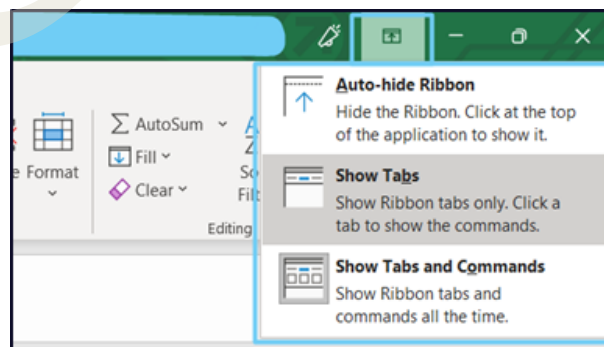 AutoSum
Format
Fill
Clear
Editing
Auto-hide Ribbon
Hide the Ribbon. Click at the top
of the application to show it.
Show Tabs
Show Ribbon tabs only. Click a
tab to show the commands.
Show Tabs and Commands
Show Ribbon tabs and
commands all the time.